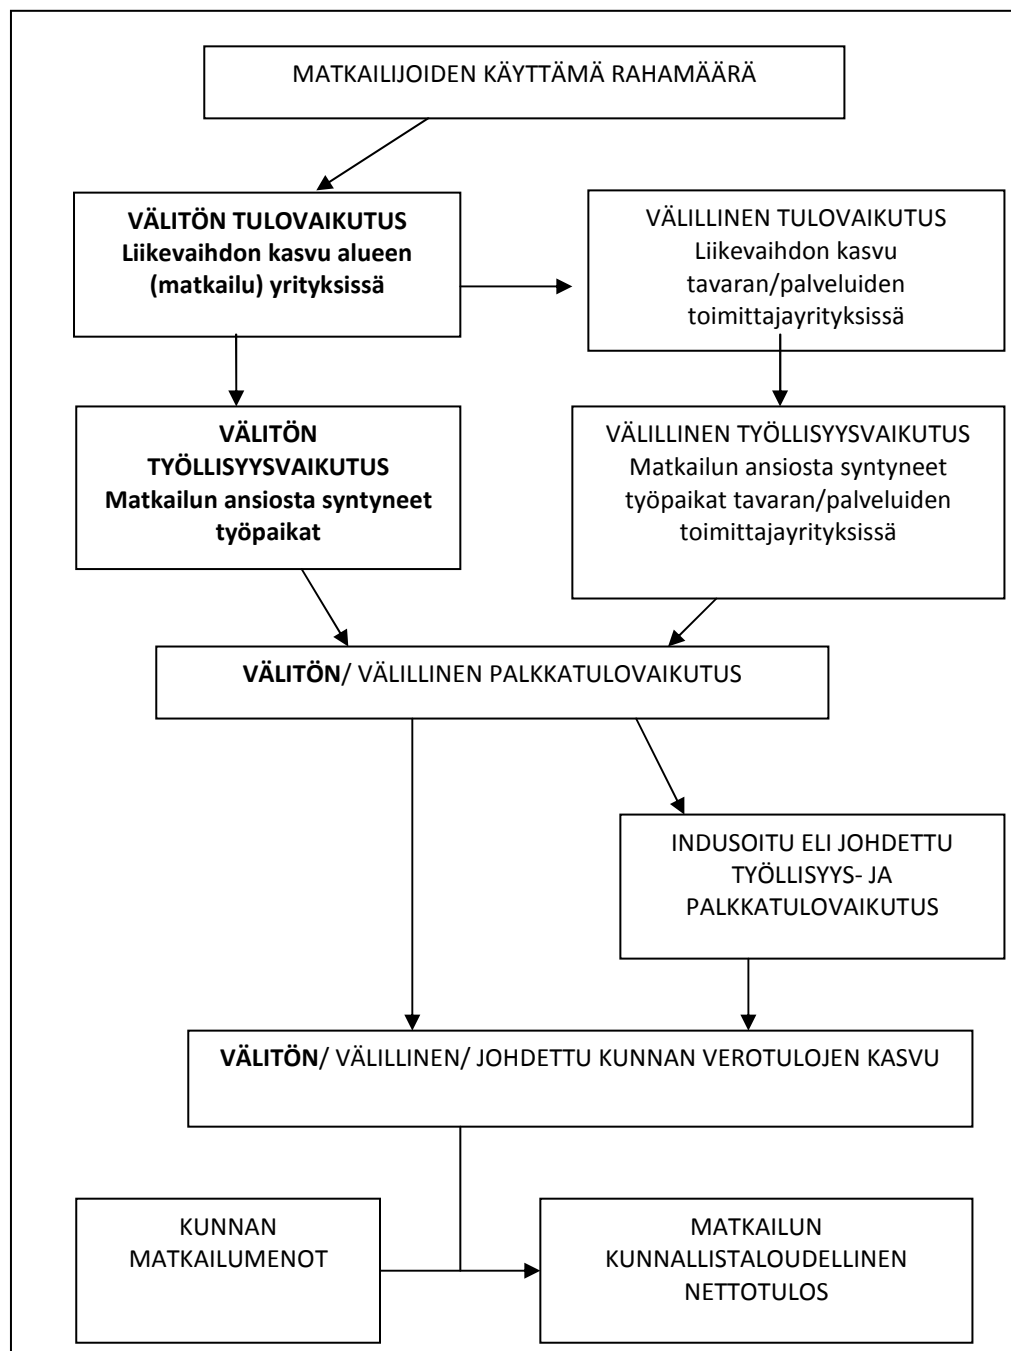 MATKAILIJOIDEN KÄYTTÄMÄ RAHAMÄÄRÄ
VÄLITÖN TULOVAIKUTUS
Liikevaihdon kasvu alueen
(matkailu) yrityksissä
VÄLILLINEN TULOVAIKUTUS
Liikevaihdon kasvu
tavaran/palveluiden
toimittajayrityksissä
VÄLITÖN
TYÖLLISYYSVAIKUTUS
Matkailun ansiosta syntyneet
työpaikat
VÄLILLINEN TYÖLLISYYSVAIKUTUS
Matkailun ansiosta syntyneet
työpaikat tavaran/palveluiden
toimittajayrityksissä
VÄLITÖN/ VÄLILLINEN PALKKATULOVAIKUTUS
INDUSOITU ELI JOHDETTU
TYÖLLISYYS- JA
PALKKATULOVAIKUTUS
VÄLITÖN/ VÄLILLINEN/ JOHDETTU KUNNAN VEROTULOJEN KASVU
KUNNAN
MATKAILUMENOT
MATKAILUN
KUNNALLISTALOUDELLINEN
NETTOTULOS